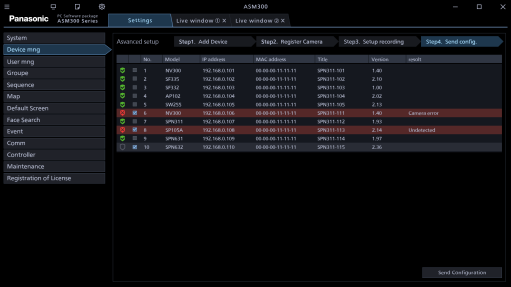 ASM300
Panasonic
PC Software package
ASM300 Series
Settings
Live window ① ×
Live window ② ×
System
Device mng
User mng
Groupe
Sequence
Map
Default Screen
Face Search
Event
Comm
Controller
Maintenance
Registration of License
Advanced setup
Step1. Add Device
Step2. Register Camera
Step3. Setup recording
Step4. Send config.
No. Model IP address MAC address Title Version
1 NV300 192.168.0.101 00-00-00-11-11-11 SPN311-101 1.40
2 SF335 192.168.0.102 00-00-00-11-11-11 SPN311-102 2.10
3 SF332 192.168.0.103 00-00-00-11-11-11 SPN311-103 1.00
4 AP102 192.168.0.104 00-00-00-11-11-11 SPN311-104 2.02
5 SW255 192.168.0.105 00-00-00-11-11-11 SPN311-105 2.13
6 NV300 192.168.0.106 00-00-00-11-11-11 SPN311-111 1.40 Camera error
7 SPN311 192.168.0.107 00-00-00-11-11-11 SPN311-112 1.93
8 SP105A 192.168.0.108 00-00-00-11-11-11 SPN311-113 2.14 Undetected
9 SPN631 192.168.0.109 00-00-00-11-11-11 SPN311-114 1.97
10 SPN632 192.168.0.110 00-00-00-11-11-11 SPN311-115 2.36
Send Configuration